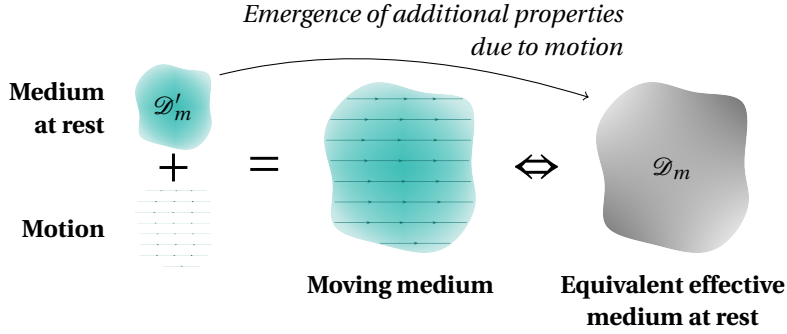 Emergence of additional properties
due to motion
Medium
at rest
𝒟′ₘ
+
=
⇔
𝒟ₘ
Motion
Moving medium
Equivalent effective
medium at rest